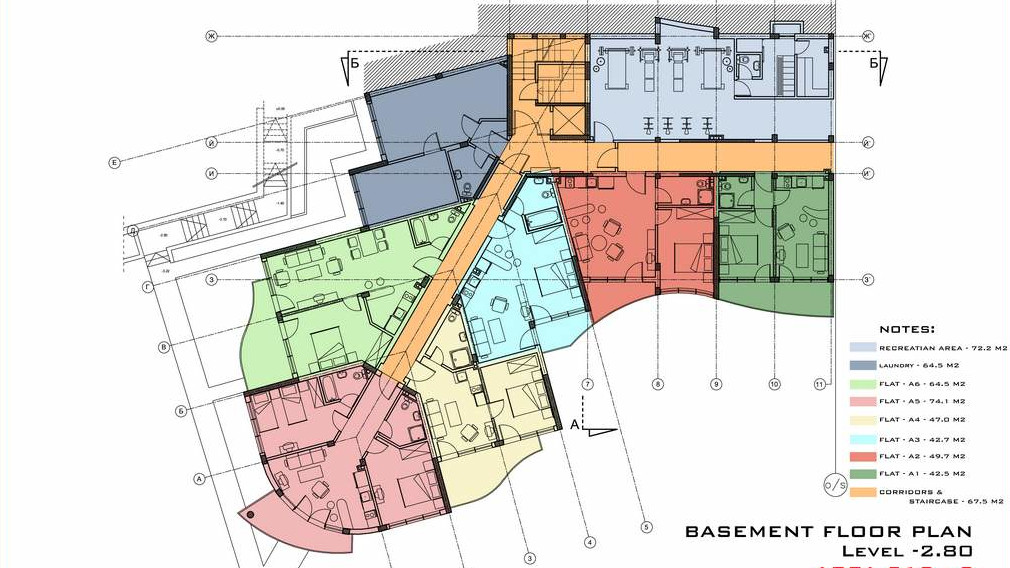 Ж
Ж'
Б
Б
Й
Й'
Е
И
И'
Д
З
З'
Г
В
NOTES:
RECREATIAN AREA - 72.2 M2
LAUNDRY - 64.5 M2
7
8
9
10
11
FLAT - A6 - 64.5 M2
FLAT - A5 - 74.1 M2
Б
А
FLAT - A4 - 47.0 M2
FLAT - A3 - 42.7 M2
FLAT - A2 - 49.7 M2
FLAT - A1 - 42.5 M2
А
O/S
CORRIDORS &
STAIRCASE - 67.5 M2
5
4
3
BASEMENT FLOOR PLAN
LEVEL -2.80